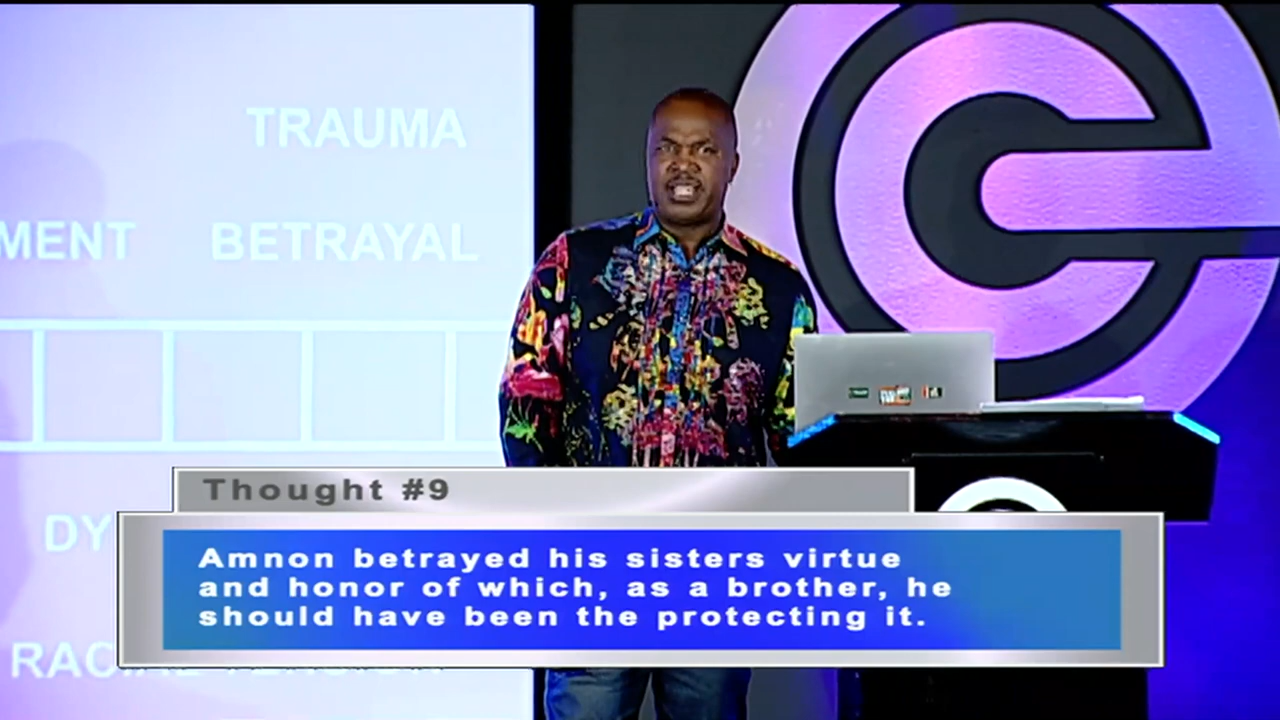 TRAUMA
MENT BETRAYAL
Thought #9
DY
Amnon betrayed his sisters virtue
and honor of which, as a brother, he
should have been the protecting it.